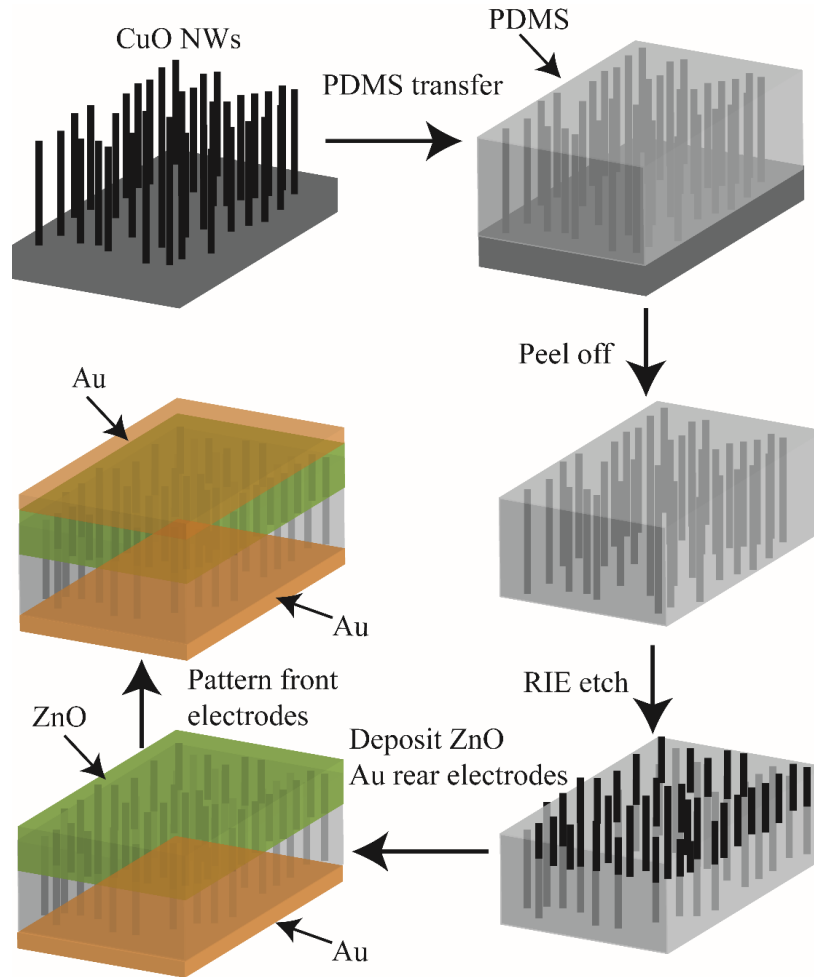 CuO NWs
PDMS transfer
PDMS
Peel off
RIE etch
Deposit ZnO
Au rear electrodes
ZnO
Au
Pattern front
electrodes
Au
Au